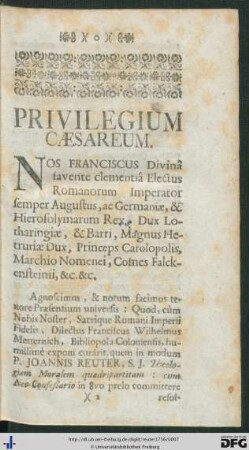 X o X
PRIVILEGIUM
CÆSAREUM.
NOS FRANCISCUS Divinâ
favente clementiâ Electus
Romanorum Imperator
semper Augustus, ac Germaniæ, &
Hierosolymarum Rex, Dux Lo-
tharingiæ, & Barri, Magnus He-
truriæ Dux, Princeps Carolopolis,
Marchio Nomenei, Comes Falck-
ensteinii, &c. &c.
Agnoscimus, & notum facimus te-
nore Præsentium universis: Quod, cùm
Nobis Noster, Sacrique Romani Imperii
Fidelis, Dilectus Franciscus Wilhelmus
Metternich, Bibliopola Coloniensis, hu-
millimè exponi curârit, quem in modum
P. JOANNIS REUTER, S. J. Theolo-
giam Moralem quadripartitam: cum
Neo-Confessario in 8vo prelo committere
X 2 resol-